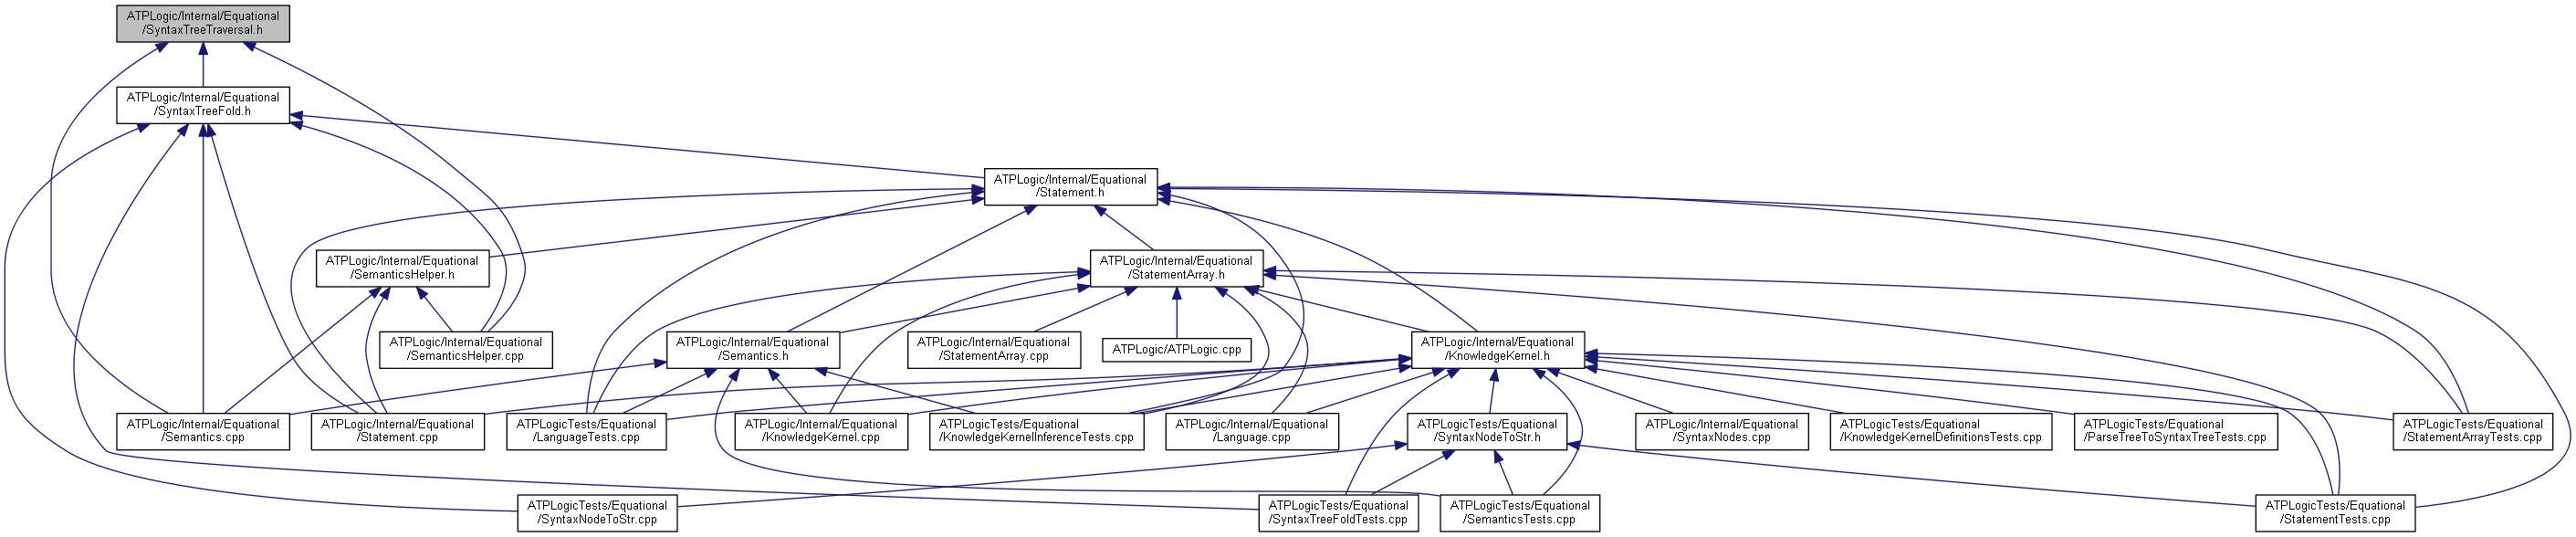 ATPLogic/Internal/Equational
/SyntaxTreeTraversal.h
ATPLogic/Internal/Equational
/SyntaxTreeFold.h
ATPLogic/Internal/Equational
/Statement.h
ATPLogic/Internal/Equational
/SemanticsHelper.h
ATPLogic/Internal/Equational
/StatementArray.h
ATPLogic/Internal/Equational
/SemanticsHelper.cpp
ATPLogic/Internal/Equational
/Semantics.h
ATPLogic/Internal/Equational
/StatementArray.cpp
ATPLogic/ATPLogic.cpp
ATPLogic/Internal/Equational
/KnowledgeKernel.h
ATPLogic/Internal/Equational
/Semantics.cpp
ATPLogic/Internal/Equational
/Statement.cpp
ATPLogicTests/Equational
/LanguageTests.cpp
ATPLogic/Internal/Equational
/KnowledgeKernel.cpp
ATPLogicTests/Equational
/KnowledgeKernelInferenceTests.cpp
ATPLogic/Internal/Equational
/Language.cpp
ATPLogicTests/Equational
/SyntaxNodeToStr.h
ATPLogic/Internal/Equational
/SyntaxNodes.cpp
ATPLogicTests/Equational
/KnowledgeKernelDefinitionsTests.cpp
ATPLogicTests/Equational
/ParseTreeToSyntaxTreeTests.cpp
ATPLogicTests/Equational
/StatementArrayTests.cpp
ATPLogicTests/Equational
/SyntaxNodeToStr.cpp
ATPLogicTests/Equational
/SyntaxTreeFoldTests.cpp
ATPLogicTests/Equational
/SemanticsTests.cpp
ATPLogicTests/Equational
/StatementTests.cpp